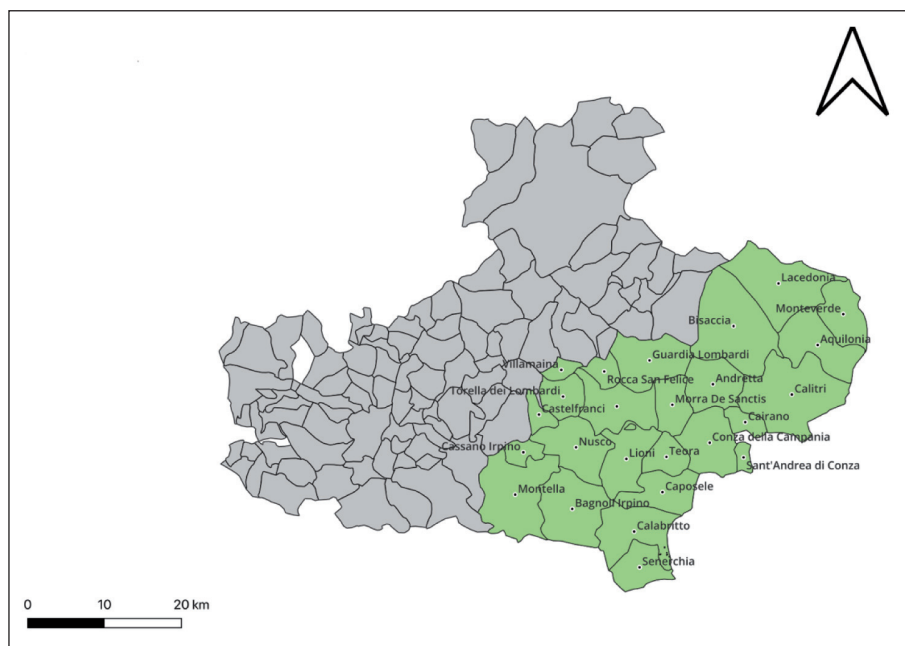 Lacedonia
Monteverde
Bisaccia
Aquilonia
Guardia Lombardi
Villamaina
Rocca San Felice
Andretta
Torella dei Lombardi
Calitri
Morra De Sanctis
Castelfranci
Cairano
Conza della Campania
Nusco
Cassano Irpino
Lioni
Teora
Sant'Andrea di Conza
Montella
Caposele
Bagnoli Irpino
Calabritto
Senerchia
0 10 20 km